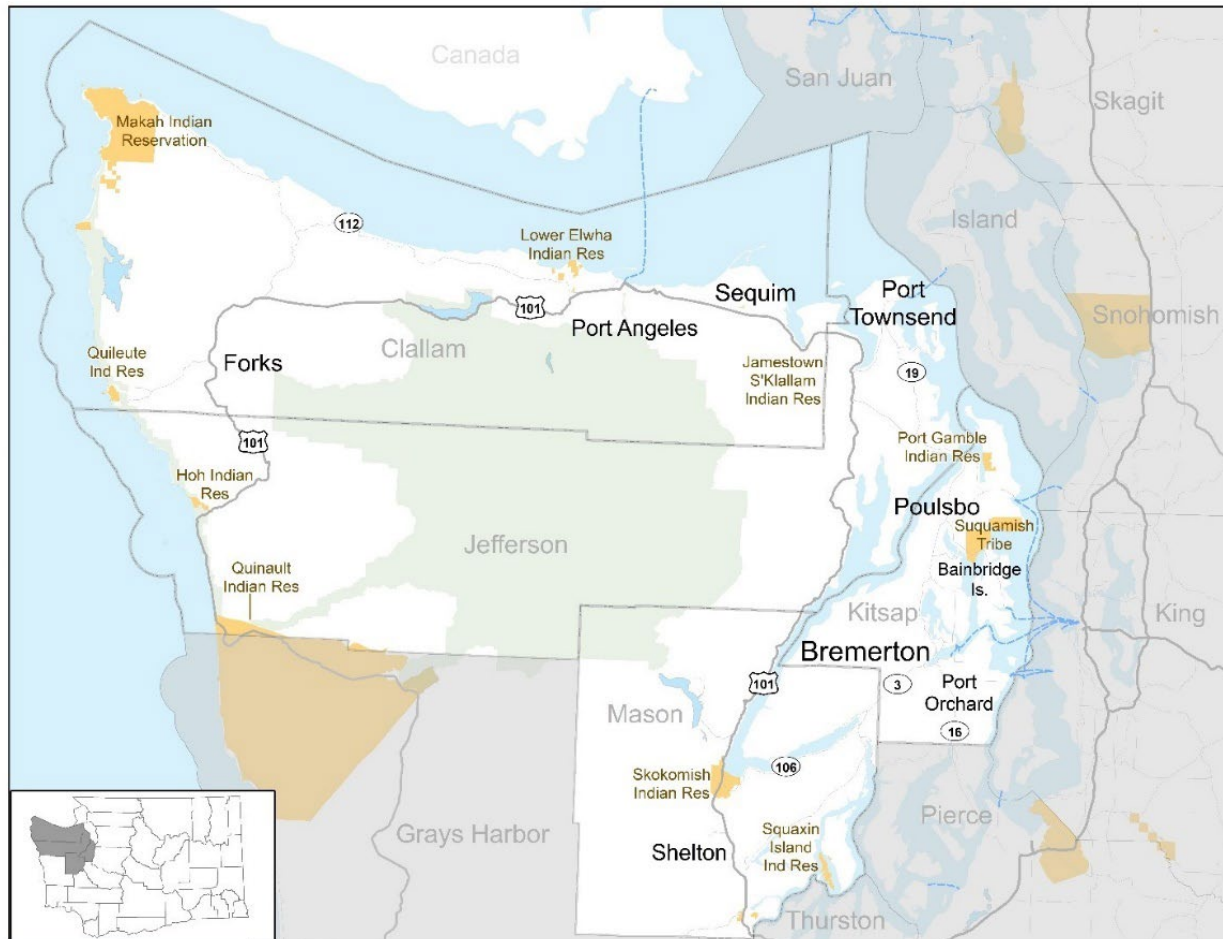 Canada
San Juan
Skagit
Makah Indian
Reservation
Island
112
Lower Elwha
Indian Res
Sequim
Port
Townsend
Snohomish
101
Port Angeles
Forks
Clallam
Quileute
Ind Res
Jamestown
S'Klallam
Indian Res
19
101
Port Gamble
Indian Res
Hoh Indian
Res
Poulsbo
Suquamish
Tribe
Jefferson
Bainbridge
Is.
Quinault
Indian Res
Kitsap
King
Bremerton
101
3
Port
Orchard
Mason
16
106
Skokomish
Indian Res
Pierce
Grays Harbor
Shelton
Squaxin
Island
Ind Res
Thurston